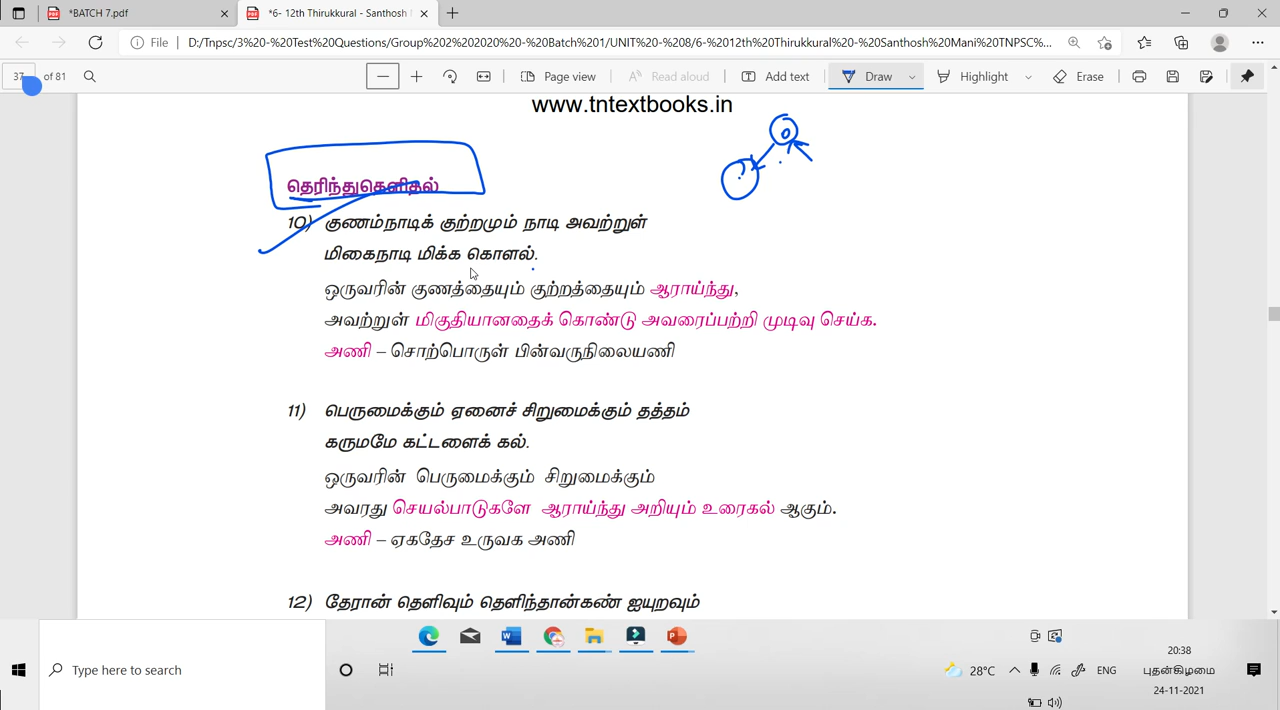 *BATCH 7.pdf
*6- 12th Thirukkural - Santhosh
File
D:/Tnpsc/3%20-%20Test%20Questions/Group%202%202020%20-%20Batch%201/UNIT%20-%208/6-%2012th%20Thirukkural%20-%20Santhosh%20Mani%20TNPSC%...
37 of 81
Page view
Read aloud
Add text
Draw
Highlight
Erase
www.tntextbooks.in
தெரிந்துதெளிதல்
10) குணம்நாடிக் குற்றமும் நாடி அவற்றுள்
மிகைநாடி மிக்க கொளல்.
ஒருவரின் குணத்தையும் குற்றத்தையும் ஆராய்ந்து,
அவற்றுள் மிகுதியானதைக் கொண்டு அவரைப்பற்றி முடிவு செய்க.
அணி – சொற்பொருள் பின்வருநிலையணி
11) பெருமைக்கும் ஏனைச் சிறுமைக்கும் தத்தம்
கருமமே கட்டளைக் கல்.
ஒருவரின் பெருமைக்கும் சிறுமைக்கும்
அவரது செயல்பாடுகளே ஆராய்ந்து அறியும் உரைகல் ஆகும்.
அணி – ஏகதேச உருவக அணி
12) தேரான் தெளிவும் தெளிந்தான்கண் ஐயுறவும்
Type here to search
28°C
ENG
20:38
புதன்கிழமை
24-11-2021